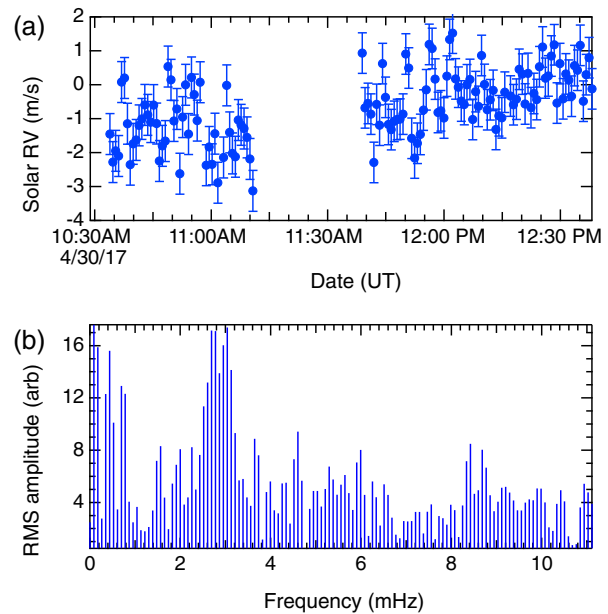 (a)
2
1
0
-1
-2
-3
-4
Solar RV (m/s)
10:30AM
4/30/17
11:00AM
11:30AM
12:00 PM
12:30 PM
Date (UT)
(b)
16
12
8
4
RMS amplitude (arb)
0
2
4
6
8
10
Frequency (mHz)